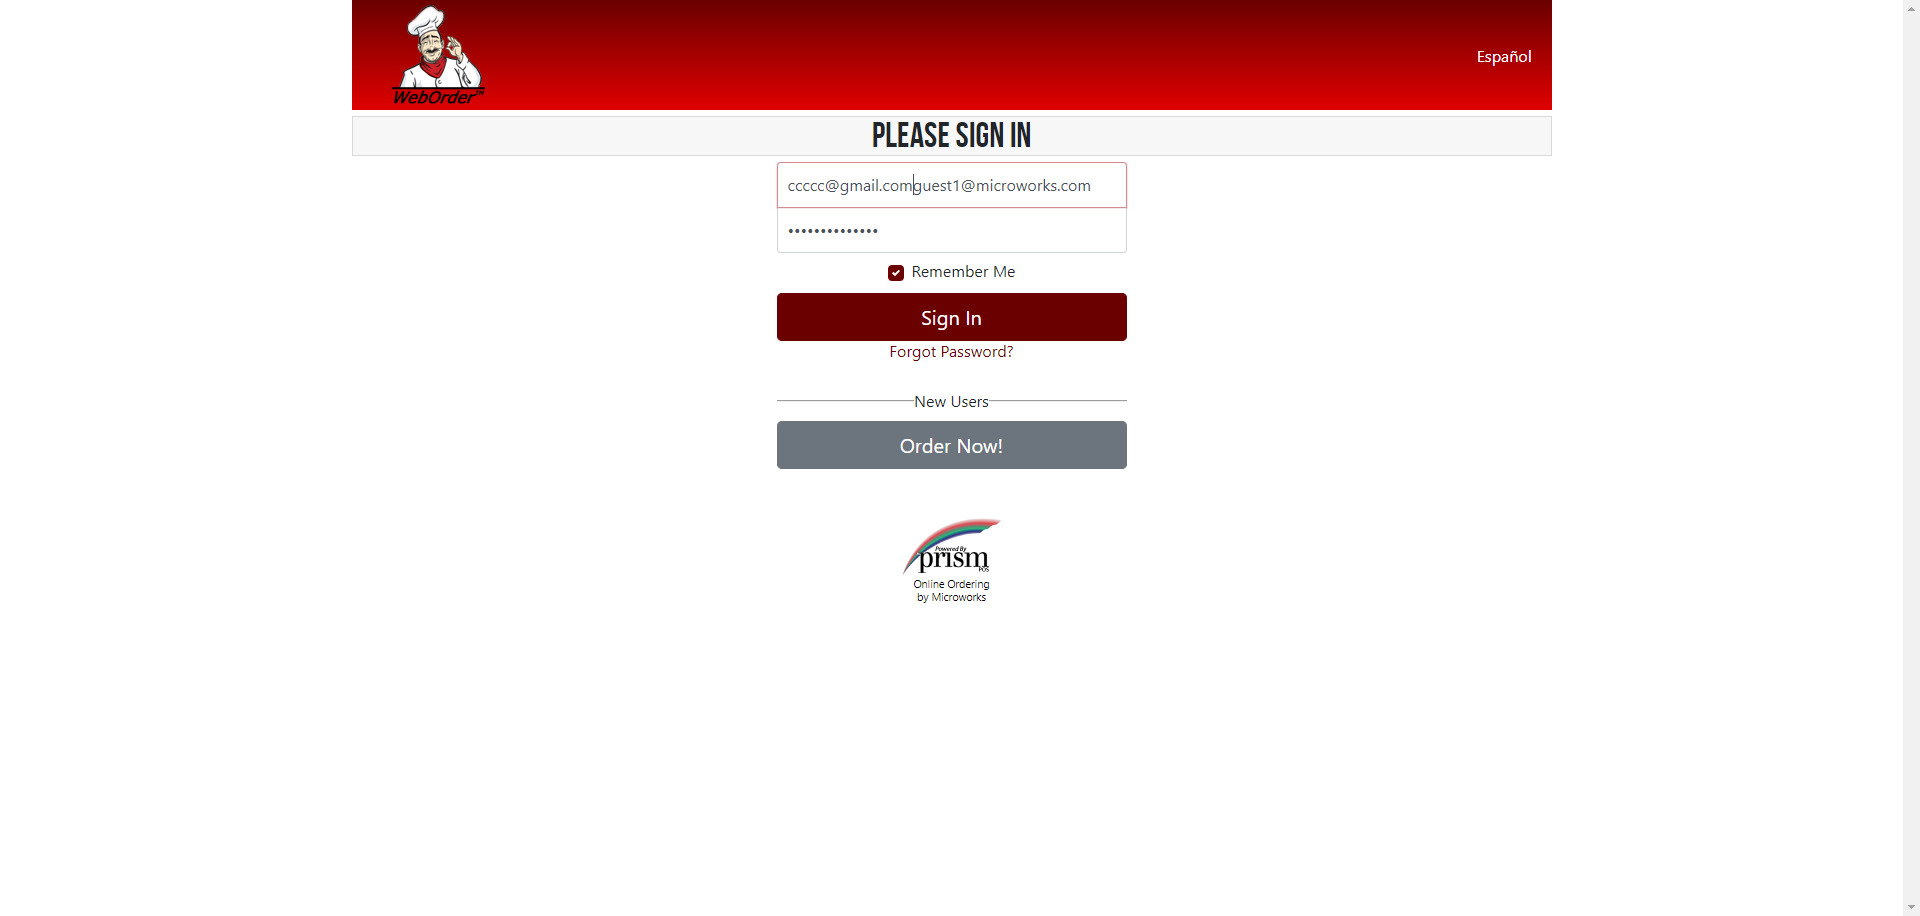 WebOrder™
Español
PLEASE SIGN IN
ccccc@gmail.comguest1@microworks.com
••••••••••••••
Remember Me
Sign In
Forgot Password?
New Users
Order Now!
Powered By
prism
POS
Online Ordering
by Microworks